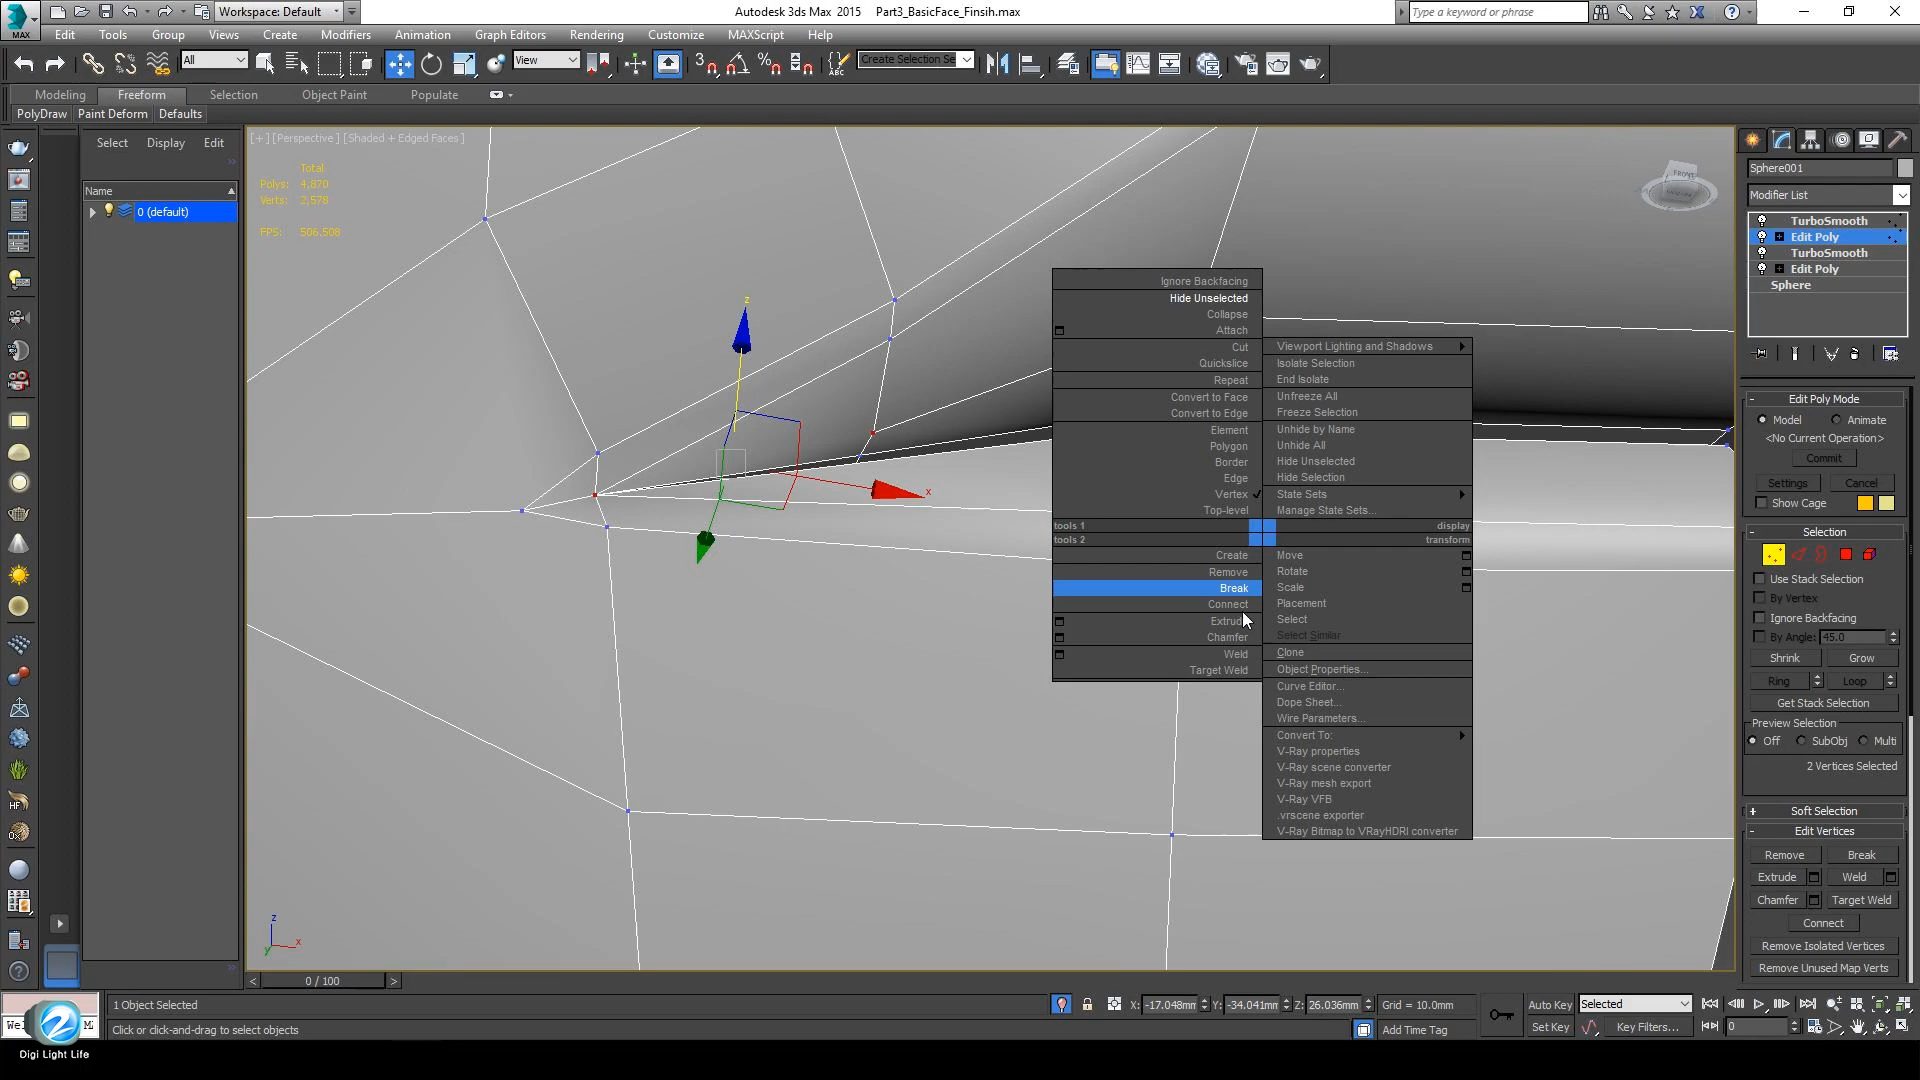 Workspace: Default
Autodesk 3ds Max 2015    Part3_BasicFace_Finsih.max
Type a keyword or phrase
MAX
Edit Tools Group Views Create Modifiers Animation Graph Editors Rendering Customize MAXScript Help
All
View
Create Selection Se
Modeling Freeform Selection Object Paint Populate
PolyDraw Paint Deform Defaults
Select Display Edit
Name
0 (default)
[+] [Perspective] [Shaded + Edged Faces]
Total
Polys: 4,870
Verts: 2,578
FPS: 506.508
z
x
FRONT
Ignore Backfacing
Hide Unselected
Collapse
Attach
Cut
Quickslice
Repeat
Convert to Face
Convert to Edge
Element
Polygon
Border
Edge
Vertex
Top-level
tools 1
tools 2
Create
Remove
Break
Connect
Extrude
Chamfer
Weld
Target Weld
Viewport Lighting and Shadows
Isolate Selection
End Isolate
Unfreeze All
Freeze Selection
Unhide by Name
Unhide All
Hide Unselected
Hide Selection
State Sets
Manage State Sets...
display
transform
Move
Rotate
Scale
Placement
Select
Select Similar
Clone
Object Properties...
Curve Editor...
Dope Sheet...
Wire Parameters...
Convert To:
V-Ray properties
V-Ray scene converter
V-Ray mesh export
V-Ray VFB
.vrscene exporter
V-Ray Bitmap to VRayHDRI converter
Sphere001
Modifier List
TurboSmooth
Edit Poly
TurboSmooth
Edit Poly
Sphere
- Edit Poly Mode
Model Animate
<No Current Operation>
Commit
Settings Cancel
Show Cage
- Selection
Use Stack Selection
By Vertex
Ignore Backfacing
By Angle: 45.0
Shrink Grow
Ring Loop
Get Stack Selection
Preview Selection
Off SubObj Multi
2 Vertices Selected
+ Soft Selection
- Edit Vertices
Remove Break
Extrude Weld
Chamfer Target Weld
Connect
Remove Isolated Vertices
Remove Unused Map Verts
z
x
y
< 0 / 100 >
1 Object Selected
X: -17.048mm Y: -34.041mm Z: 26.036mm Grid = 10.0mm
Auto Key Selected
Click or click-and-drag to select objects
Add Time Tag
Set Key Key Filters... 0
Digi Light Life